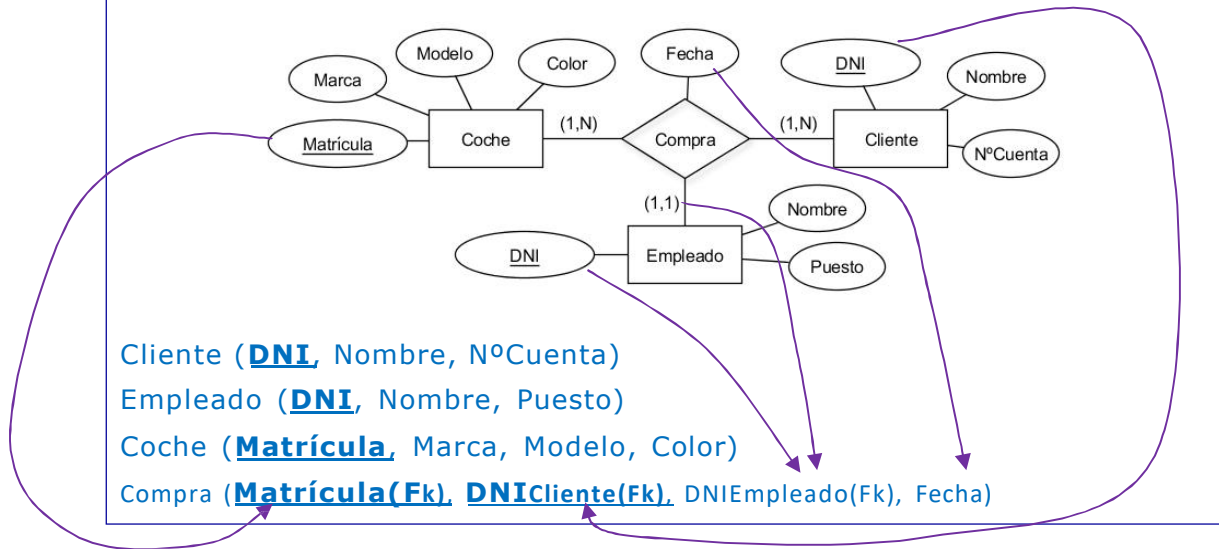 Modelo
Color
Fecha
DNI
Marca
Nombre
Matrícula
Coche
(1,N)
Compra
(1,N)
Cliente
NºCuenta
(1,1)
Nombre
DNI
Empleado
Puesto
Cliente (DNI, Nombre, NºCuenta)
Empleado (DNI, Nombre, Puesto)
Coche (Matrícula, Marca, Modelo, Color)
Compra (Matrícula(Fk), DNICliente(Fk), DNIEmpleado(Fk), Fecha)